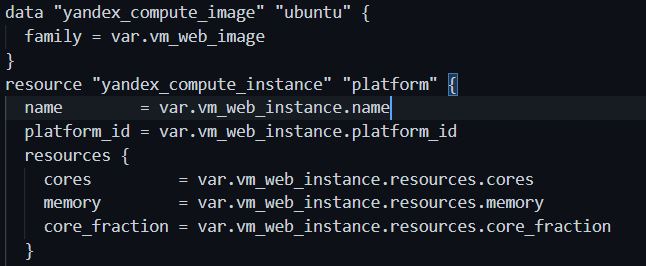 data "yandex_compute_image" "ubuntu" {
  family = var.vm_web_image
}
resource "yandex_compute_instance" "platform" {
  name        = var.vm_web_instance.name
  platform_id = var.vm_web_instance.platform_id
  resources {
    cores         = var.vm_web_instance.resources.cores
    memory        = var.vm_web_instance.resources.memory
    core_fraction = var.vm_web_instance.resources.core_fraction
  }